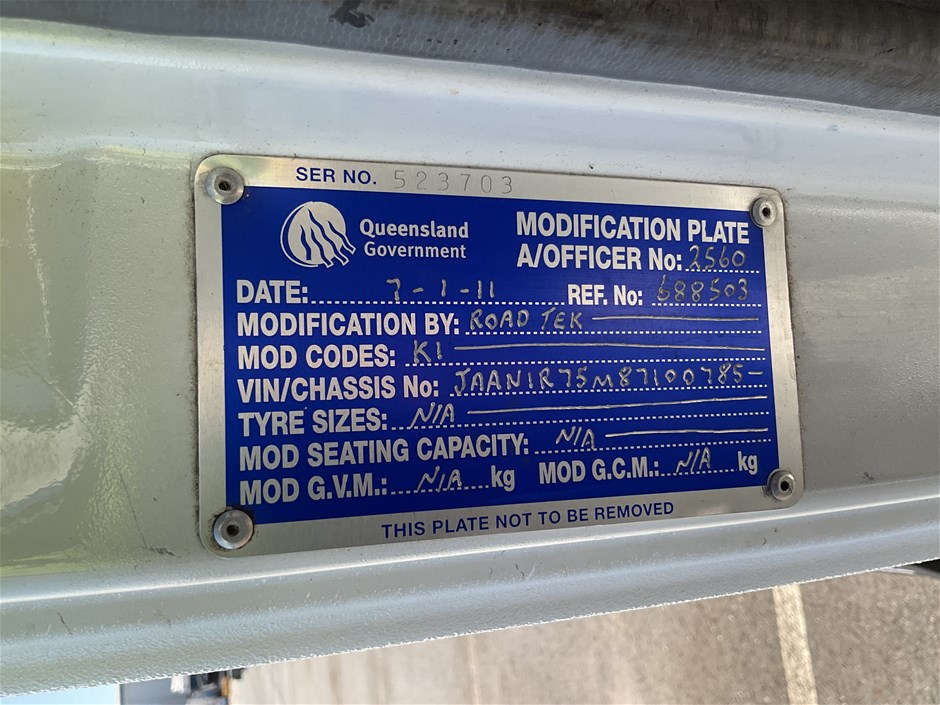 SER NO. 523703
Queensland
Government
MODIFICATION PLATE
A/OFFICER No: 2560
DATE: 7-1-11 REF. No: 688503
MODIFICATION BY: ROAD TEK
MOD CODES: K1
VIN/CHASSIS No: JAAN1R75M87100785
TYRE SIZES: N/A
MOD SEATING CAPACITY: N/A
MOD G.V.M.: N/A kg MOD G.C.M.: N/A kg
THIS PLATE NOT TO BE REMOVED